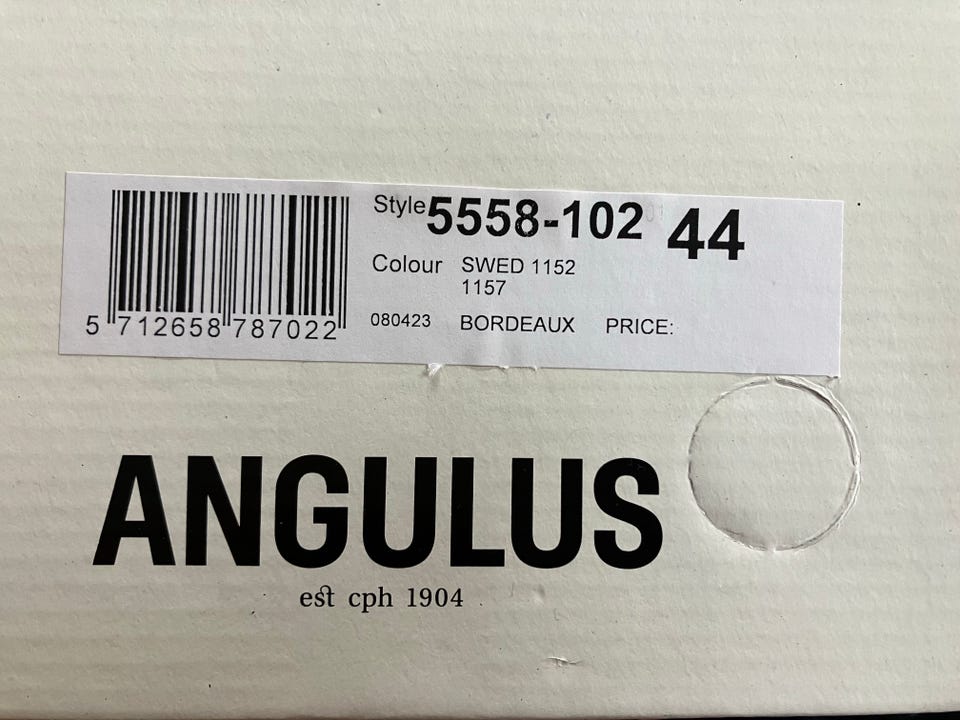 Style 5558-102 44
Colour SWED 1152
1157
080423 BORDEAUX PRICE:
5 712658 787022
ANGULUS
est cph 1904